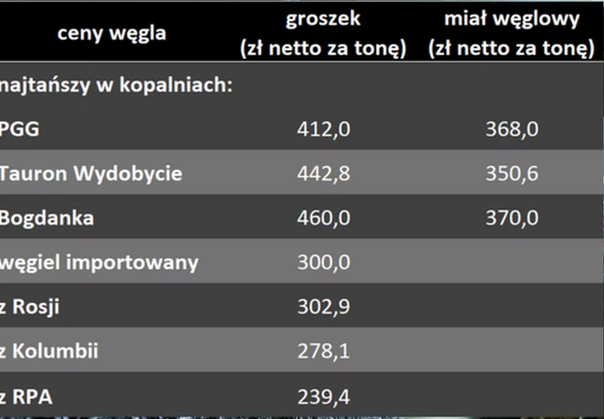 ceny węgla groszek (zł netto za tonę) miał węglowy (zł netto za tonę)
najtańszy w kopalniach:
PGG 412,0 368,0
Tauron Wydobycie 442,8 350,6
Bogdanka 460,0 370,0
węgiel importowany 300,0
z Rosji 302,9
z Kolumbii 278,1
z RPA 239,4